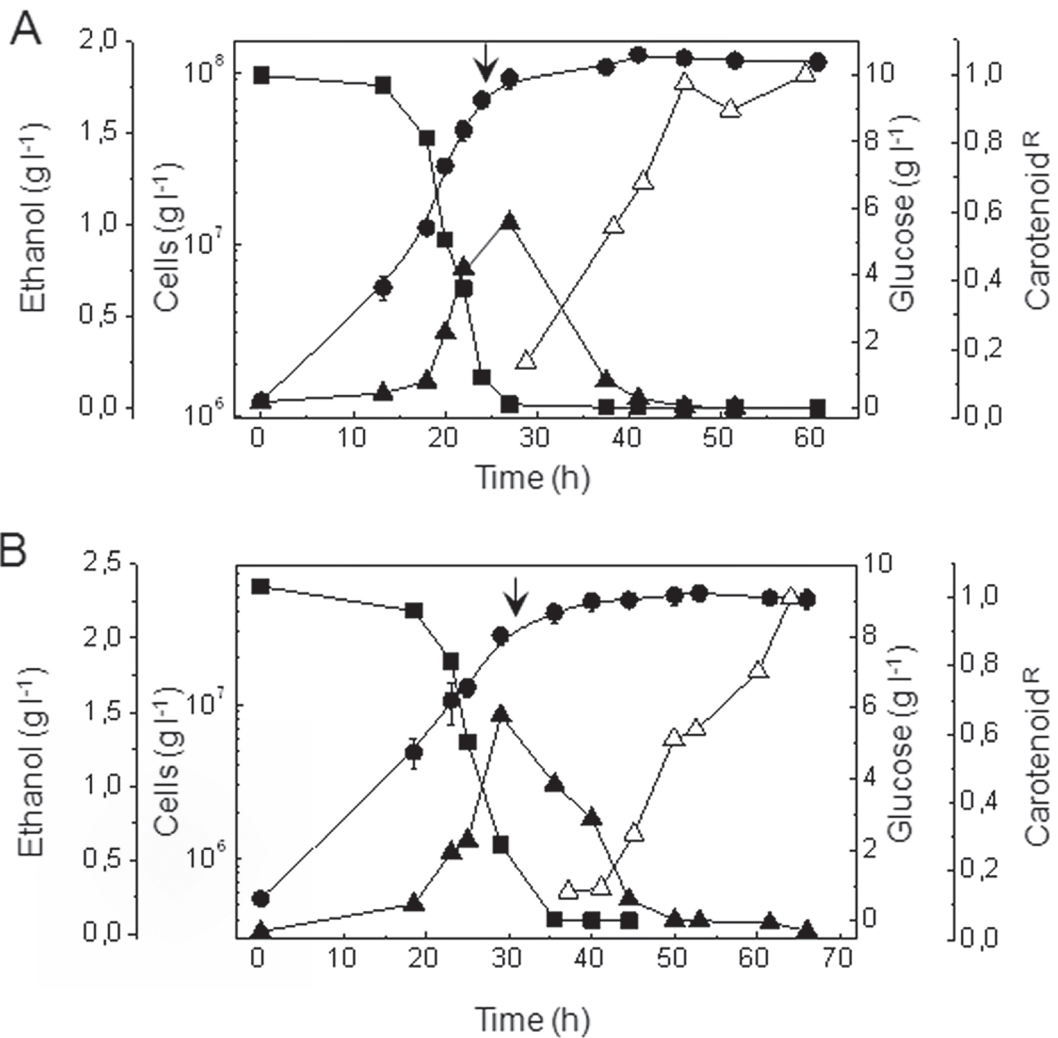 A
2,0
1,5
1,0
0,5
0,0
Ethanol (g l-1)
Cells (g l-1)
10^8
10^7
10^6
10
8
6
4
2
0
Glucose (g l-1)
1,0
0,8
0,6
0,4
0,2
0,0
Carotenoid^R
0 10 20 30 40 50 60
Time (h)
B
2,5
2,0
1,5
1,0
0,5
0,0
Ethanol (g l-1)
Cells (g l-1)
10^7
10^6
10
8
6
4
2
0
Glucose (g l-1)
1,0
0,8
0,6
0,4
0,2
0,0
Carotenoid^R
0 10 20 30 40 50 60 70
Time (h)